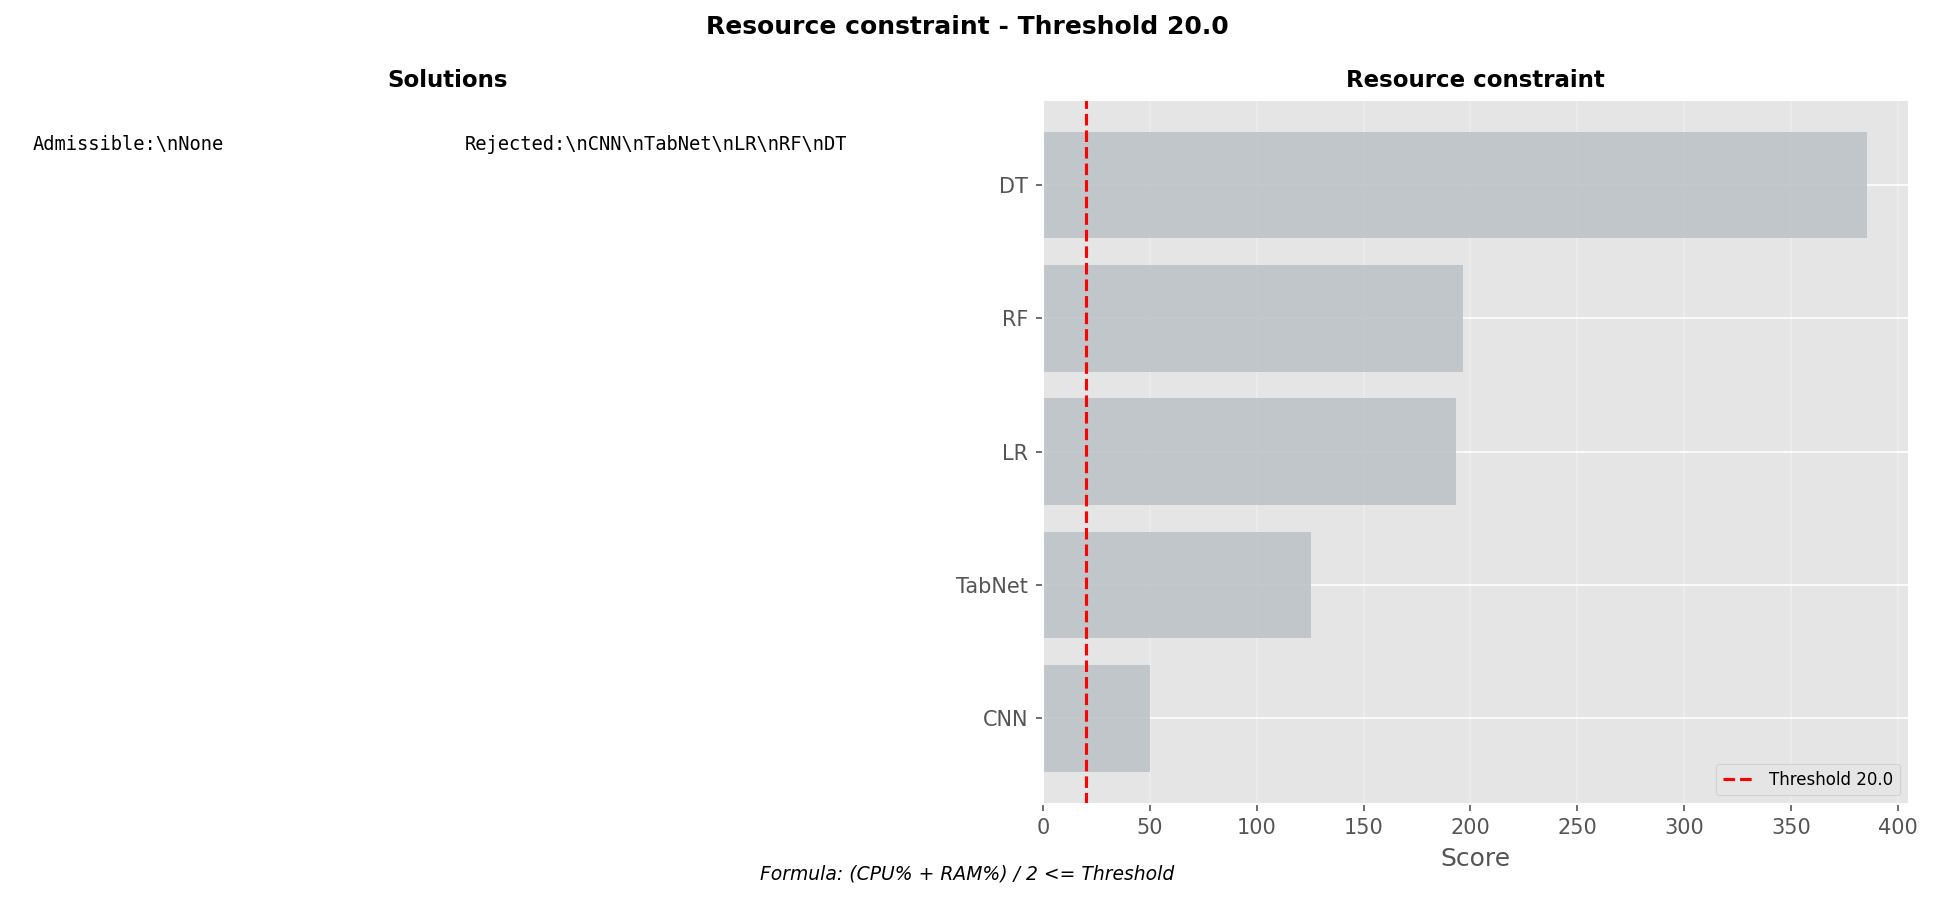 Resource constraint - Threshold 20.0
Solutions
Admissible:\nNone
Rejected:\nCNN\nTabNet\nLR\nRF\nDT
Resource constraint
DT
RF
LR
TabNet
CNN
Threshold 20.0
0 50 100 150 200 250 300 350 400
Score
Formula: (CPU% + RAM%) / 2 <= Threshold